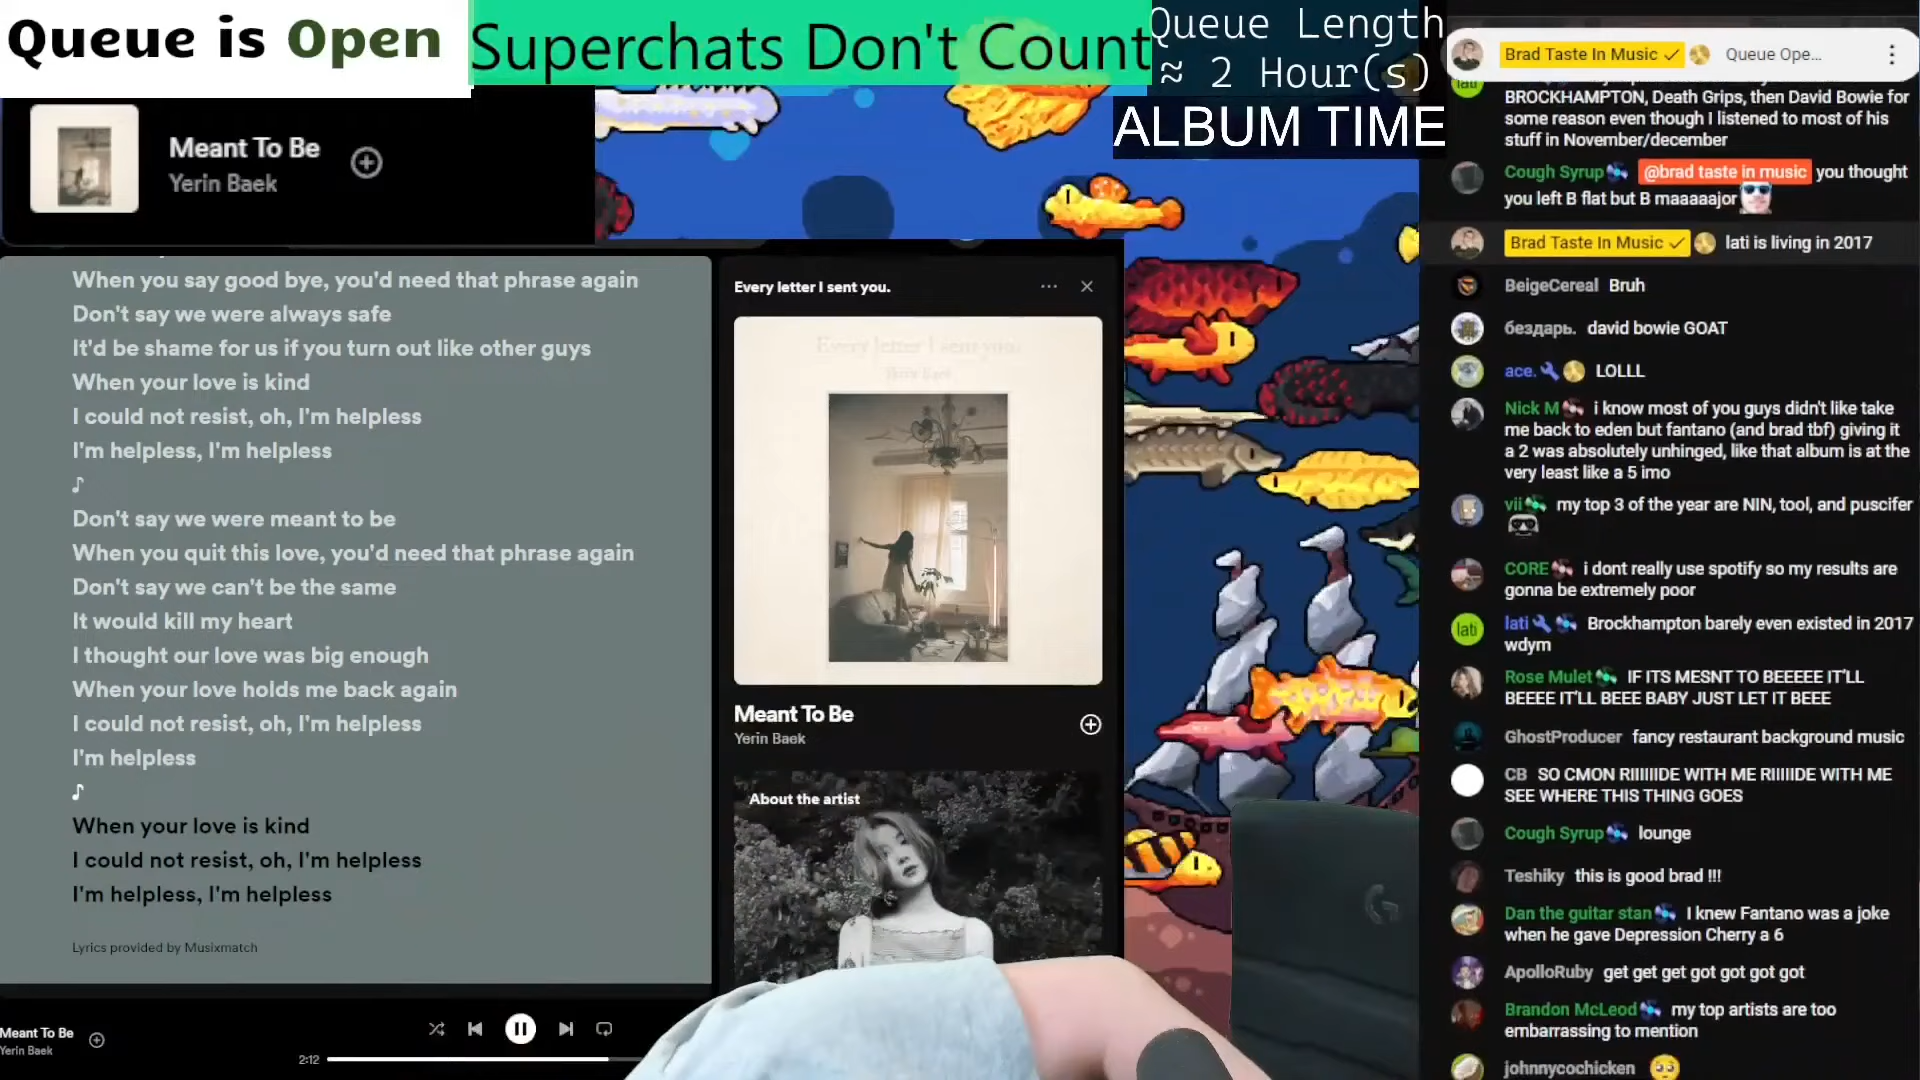 Queue is Open
Superchats Don't Count
Queue Length
≈ 2 Hour(s)
ALBUM TIME
Meant To Be
Yerin Baek
When you say good bye, you'd need that phrase again
Don't say we were always safe
It'd be shame for us if you turn out like other guys
When your love is kind
I could not resist, oh, I'm helpless
I'm helpless, I'm helpless
♪
Don't say we were meant to be
When you quit this love, you'd need that phrase again
Don't say we can't be the same
It would kill my heart
I thought our love was big enough
When your love holds me back again
I could not resist, oh, I'm helpless
I'm helpless
♪
When your love is kind
I could not resist, oh, I'm helpless
I'm helpless, I'm helpless
Lyrics provided by Musixmatch
Meant To Be
Yerin Baek
2:12
Every letter I sent you.
Every letter I sent you.
Yerin Baek
Meant To Be
Yerin Baek
About the artist
Brad Taste In Music ✓ Queue Ope...
lati
BROCKHAMPTON, Death Grips, then David Bowie for
some reason even though I listened to most of his
stuff in November/december
Cough Syrup @brad taste in music you thought
you left B flat but B maaaaajor
Brad Taste In Music ✓ lati is living in 2017
BeigeCereal Bruh
бездарь. david bowie GOAT
ace. LOLLL
Nick M i know most of you guys didn't like take
me back to eden but fantano (and brad tbf) giving it
a 2 was absolutely unhinged, like that album is at the
very least like a 5 imo
vii my top 3 of the year are NIN, tool, and puscifer
CORE i dont really use spotify so my results are
gonna be extremely poor
lati lati Brockhampton barely even existed in 2017
wdym
Rose Mulet IF ITS MESNT TO BEEEEE IT'LL
BEEEE IT'LL BEEE BABY JUST LET IT BEEE
GhostProducer fancy restaurant background music
CB SO CMON RIIIIIIDE WITH ME RIIIIIDE WITH ME
SEE WHERE THIS THING GOES
Cough Syrup lounge
Teshiky this is good brad !!!
Dan the guitar stan I knew Fantano was a joke
when he gave Depression Cherry a 6
ApolloRuby get get get got got got got
Brandon McLeod my top artists are too
embarrassing to mention
johnnycochicken